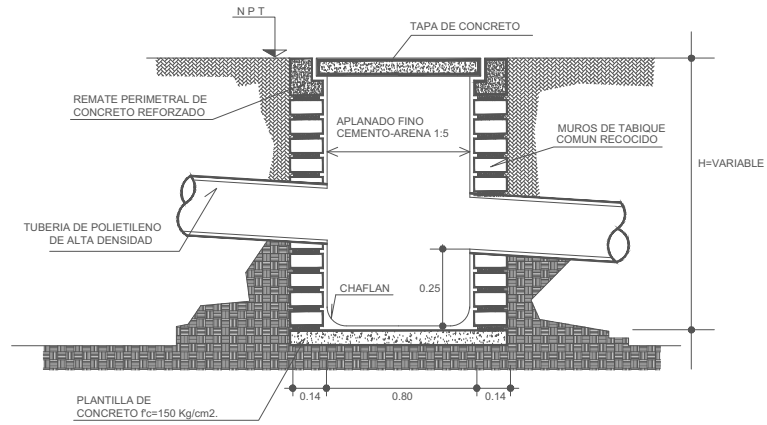 N P T
TAPA DE CONCRETO
REMATE PERIMETRAL DE
CONCRETO REFORZADO
APLANADO FINO
CEMENTO-ARENA 1:5
MUROS DE TABIQUE
COMUN RECOCIDO
H=VARIABLE
TUBERIA DE POLIETILENO
DE ALTA DENSIDAD
CHAFLAN
0.25
PLANTILLA DE
CONCRETO f'c=150 Kg/cm2.
0.14
0.80
0.14